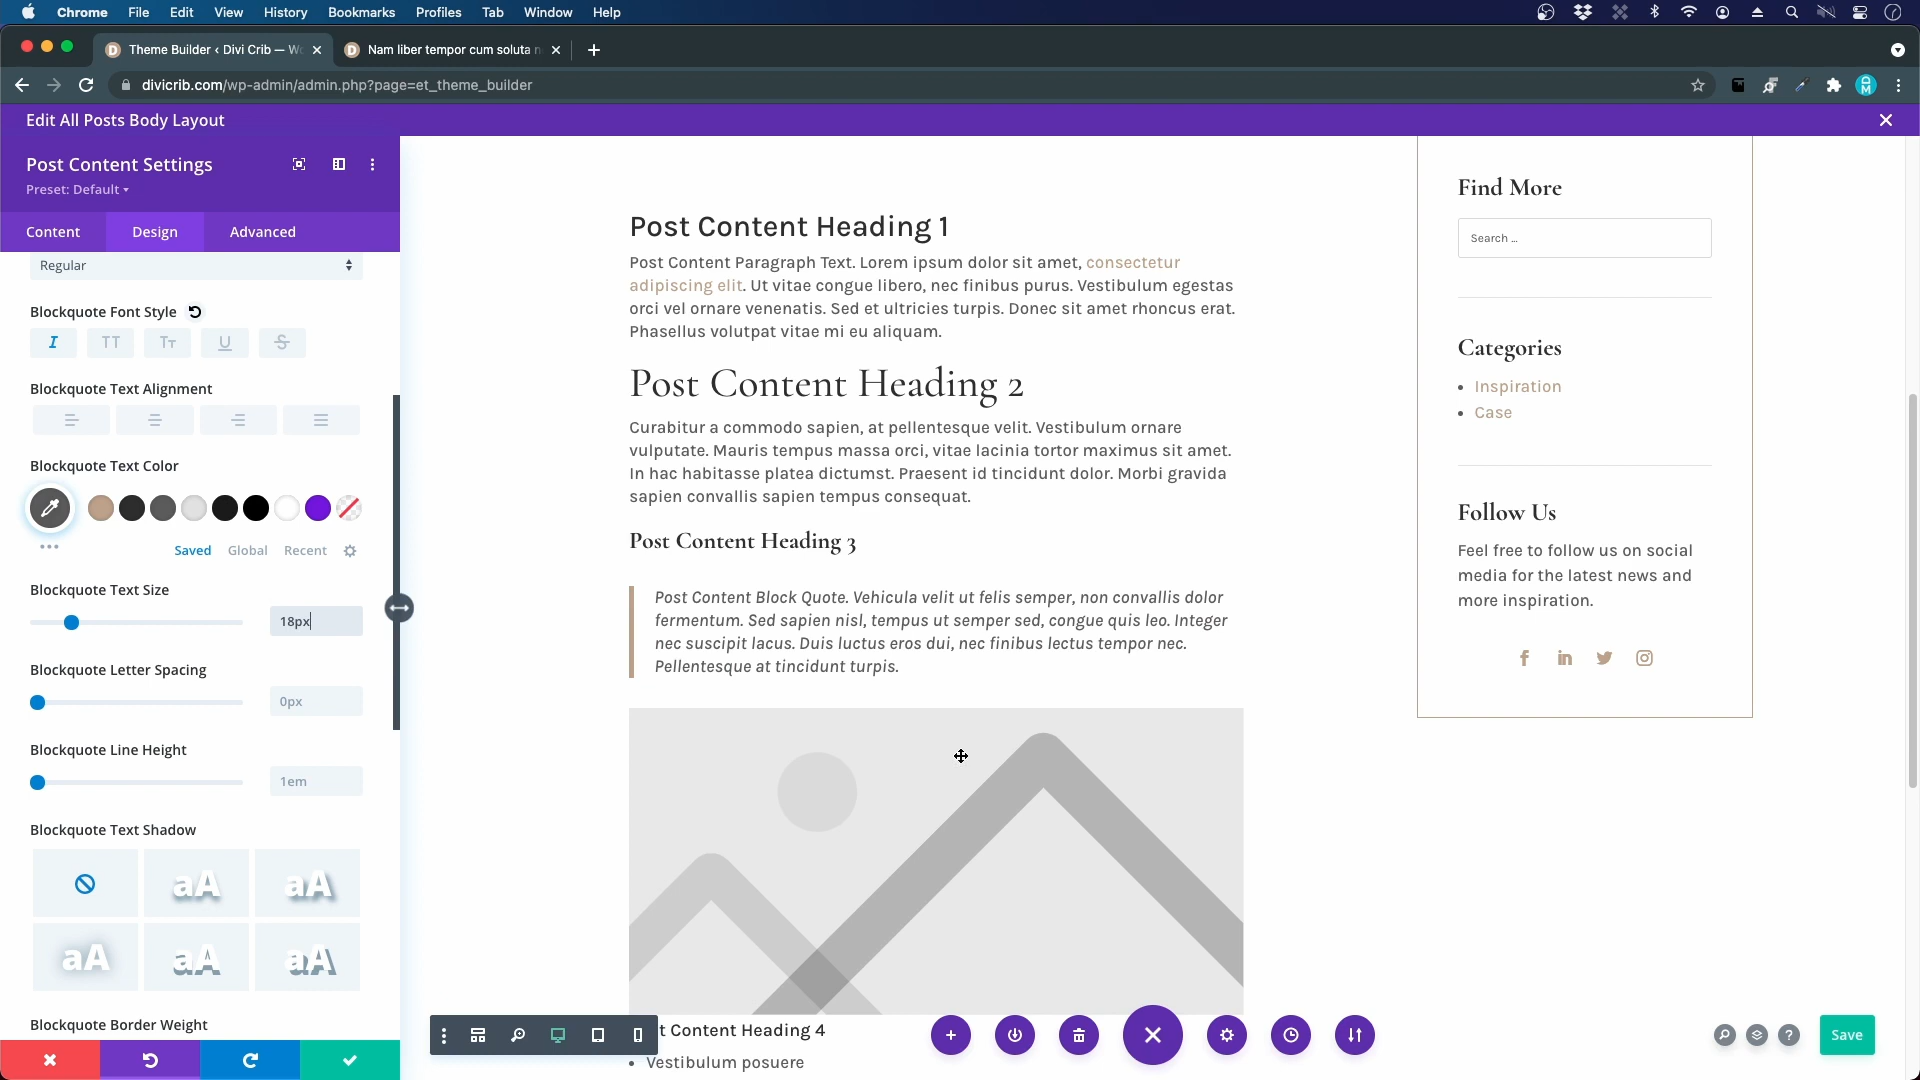 Chrome File Edit View History Bookmarks Profiles Tab Window Help
Theme Builder ‹ Divi Crib — Wo
Nam liber tempor cum soluta n
divicrib.com/wp-admin/admin.php?page=et_theme_builder
DM
Edit All Posts Body Layout
Post Content Settings
Preset: Default
Content Design Advanced
Regular
Blockquote Font Style
I TT Tт U S
Blockquote Text Alignment
Blockquote Text Color
Saved Global Recent
Blockquote Text Size
18px
Blockquote Letter Spacing
0px
Blockquote Line Height
1em
Blockquote Text Shadow
aA aA
aA aA aA
Blockquote Border Weight
Post Content Heading 1
Post Content Paragraph Text. Lorem ipsum dolor sit amet, consectetur
adipiscing elit. Ut vitae congue libero, nec finibus purus. Vestibulum egestas
orci vel ornare venenatis. Sed et ultricies turpis. Donec sit amet rhoncus erat.
Phasellus volutpat vitae mi eu aliquam.
Post Content Heading 2
Curabitur a commodo sapien, at pellentesque velit. Vestibulum ornare
vulputate. Mauris tempus massa orci, vitae lacinia tortor maximus sit amet.
In hac habitasse platea dictumst. Praesent id tincidunt dolor. Morbi gravida
sapien convallis sapien tempus consequat.
Post Content Heading 3
Post Content Block Quote. Vehicula velit ut felis semper, non convallis dolor
fermentum. Sed sapien nisl, tempus ut semper sed, congue quis leo. Integer
nec suscipit lacus. Duis luctus eros dui, nec finibus lectus tempor nec.
Pellentesque at tincidunt turpis.
t Content Heading 4
Vestibulum posuere
Find More
Search …
Categories
Inspiration
Case
Follow Us
Feel free to follow us on social
media for the latest news and
more inspiration.
Save